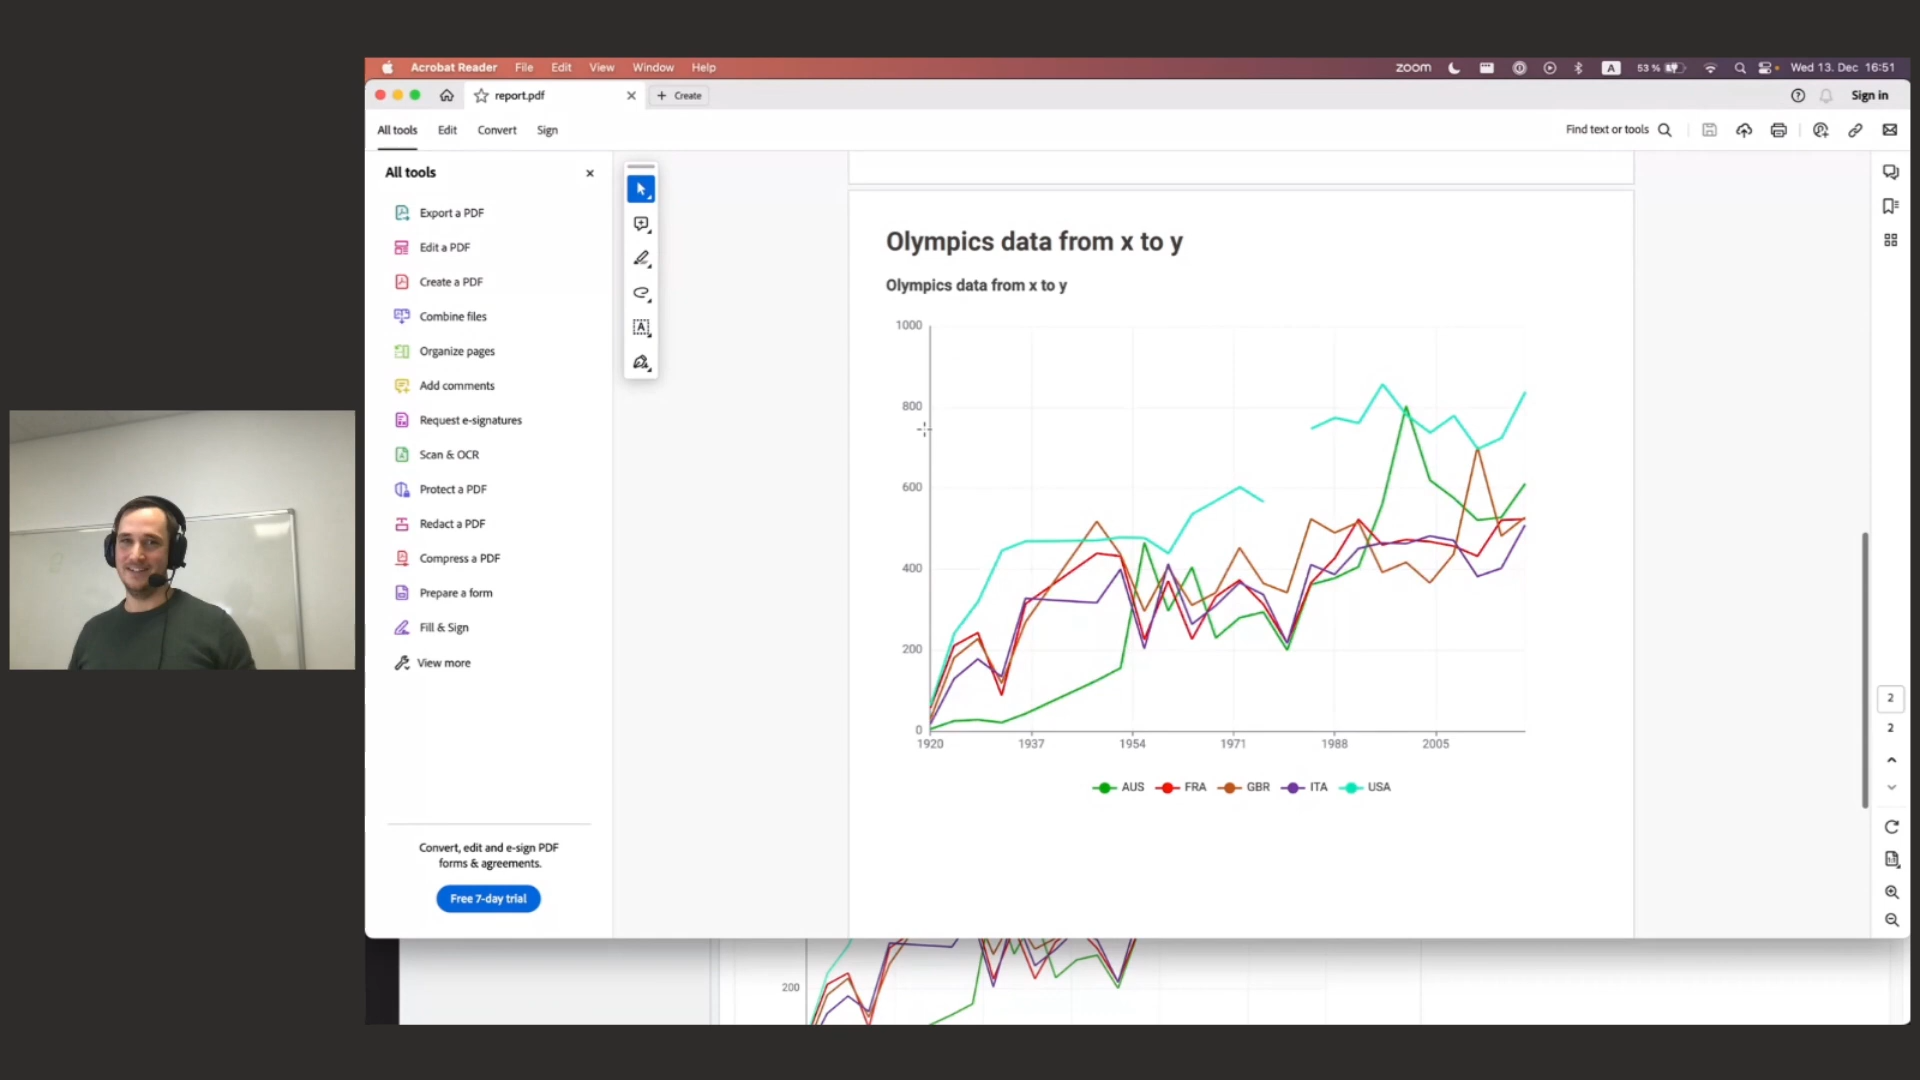 Acrobat Reader File Edit View Window Help zoom A 53 % Wed 13. Dec 16:51
report.pdf Create Sign in
All tools Edit Convert Sign Find text or tools
All tools
Export a PDF
Edit a PDF
Create a PDF
Combine files
Organize pages
Add comments
Request e-signatures
Scan & OCR
Protect a PDF
Redact a PDF
Compress a PDF
Prepare a form
Fill & Sign
View more
Convert, edit and e-sign PDF
forms & agreements.
Free 7-day trial
Olympics data from x to y
Olympics data from x to y
1000
800
600
400
200
0
1920 1937 1954 1971 1988 2005
AUS FRA GBR ITA USA
2
2
200